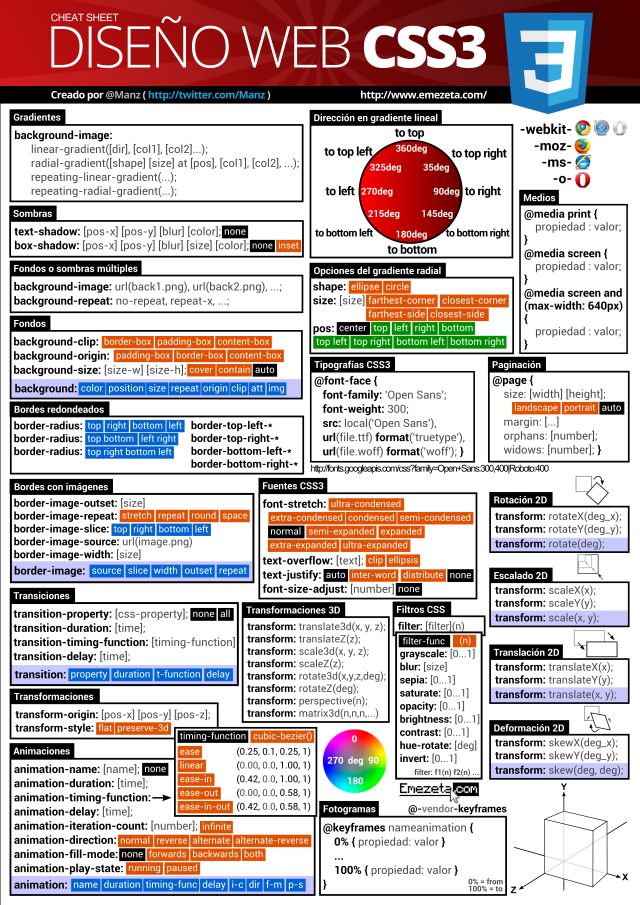 CHEAT SHEET
DISEÑO WEB CSS3
Creado por @Manz ( http://twitter.com/Manz )
http://www.emezeta.com/
Gradientes
background-image:
linear-gradient([dir], [col1], [col2]...);
radial-gradient([shape] [size] at [pos], [col1], [col2], ...);
repeating-linear-gradient(...);
repeating-radial-gradient(...);
Sombras
text-shadow: [pos-x] [pos-y] [blur] [color]; none
box-shadow: [pos-x] [pos-y] [blur] [size] [color]; none inset
Fondos o sombras múltiples
background-image: url(back1.png), url(back2.png), ...;
background-repeat: no-repeat, repeat-x, ...;
Fondos
background-clip: border-box padding-box content-box
background-origin: padding-box border-box content-box
background-size: [size-w] [size-h]; cover contain auto
background: color position size repeat origin clip att img
Bordes redondeados
border-radius: top right bottom left
border-radius: top bottom left right
border-radius: top right bottom left
border-top-left-*
border-top-right-*
border-bottom-left-*
border-bottom-right-*
Dirección en gradiente lineal
to top
to top left
to top right
to left
to right
to bottom left
to bottom right
to bottom
360deg
325deg
35deg
270deg
90deg
215deg
145deg
180deg
Opciones del gradiente radial
shape: ellipse circle
size: [size] farthest-corner closest-corner
farthest-side closest-side
pos: center top left right bottom
top left top right bottom left bottom right
-webkit-
-moz-
-ms-
-o-
Medios
@media print {
propiedad : valor;
}
@media screen {
propiedad : valor;
}
@media screen and
(max-width: 640px)
{
propiedad : valor;
}
Tipografías CSS3
@font-face {
font-family: 'Open Sans';
font-weight: 300;
src: local('Open Sans'),
url(file.ttf) format('truetype'),
url(file.woff) format('woff'); }
http://fonts.googleapis.com/css?family=Open+Sans:300,400|Roboto:400
Paginación
@page {
size: [width] [height];
landscape portrait auto
margin: [...]
orphans: [number];
widows: [number]; }
Bordes con imágenes
border-image-outset: [size]
border-image-repeat: stretch repeat round space
border-image-slice: top right bottom left
border-image-source: url(image.png)
border-image-width: [size]
border-image: source slice width outset repeat
Fuentes CSS3
font-stretch: ultra-condensed
extra-condensed condensed semi-condensed
normal semi-expanded expanded
extra-expanded ultra-expanded
text-overflow: [text]; clip ellipsis
text-justify: auto inter-word distribute none
font-size-adjust: [number] none
Rotación 2D
transform: rotateX(deg_x);
transform: rotateY(deg_y);
transform: rotate(deg);
Escalado 2D
transform: scaleX(x);
transform: scaleY(y);
transform: scale(x, y);
Translación 2D
transform: translateX(x);
transform: translateY(y);
transform: translate(x, y);
Deformación 2D
transform: skewX(deg_x);
transform: skewY(deg_y);
transform: skew(deg, deg);
Transiciones
transition-property: [css-property]; none all
transition-duration: [time];
transition-timing-function: [timing-function]
transition-delay: [time];
transition: property duration t-function delay
Transformaciones 3D
transform: translate3d(x, y, z);
transform: translateZ(z);
transform: scale3d(x, y, z);
transform: scaleZ(z);
transform: rotate3d(x,y,z,deg);
transform: rotateZ(deg);
transform: perspective(n);
transform: matrix3d(n,n,n,...)
Filtros CSS
filter: [filter](n)
filter-func (n)
grayscale: [0...1]
blur: [size]
sepia: [0...1]
saturate: [0...1]
opacity: [0...1]
brightness: [0...1]
contrast: [0...1]
hue-rotate: [deg]
invert: [0...1]
filter: f1(n) f2(n) ...
Emezeta.com
Transformaciones
transform-origin: [pos-x] [pos-y] [pos-z];
transform-style: flat preserve-3d
Animaciones
animation-name: [name]; none
animation-duration: [time];
animation-timing-function:
animation-delay: [time];
animation-iteration-count: [number]; infinite
animation-direction: normal reverse alternate alternate-reverse
animation-fill-mode: none forwards backwards both
animation-play-state: running paused
animation: name duration timing-func delay i-c dir f-m p-s
timing-function cubic-bezier()
ease (0.25, 0.1, 0.25, 1)
linear (0.00, 0.0, 1.00, 1)
ease-in (0.42, 0.0, 1.00, 1)
ease-out (0.00, 0.0, 0.58, 1)
ease-in-out (0.42, 0.0, 0.58, 1)
0
270 deg 90
180
Fotogramas
@-vendor-keyframes
@keyframes nameanimation {
0% { propiedad: valor }
...
100% { propiedad: valor }
}
0% = from
100% = to
Y
X
Z